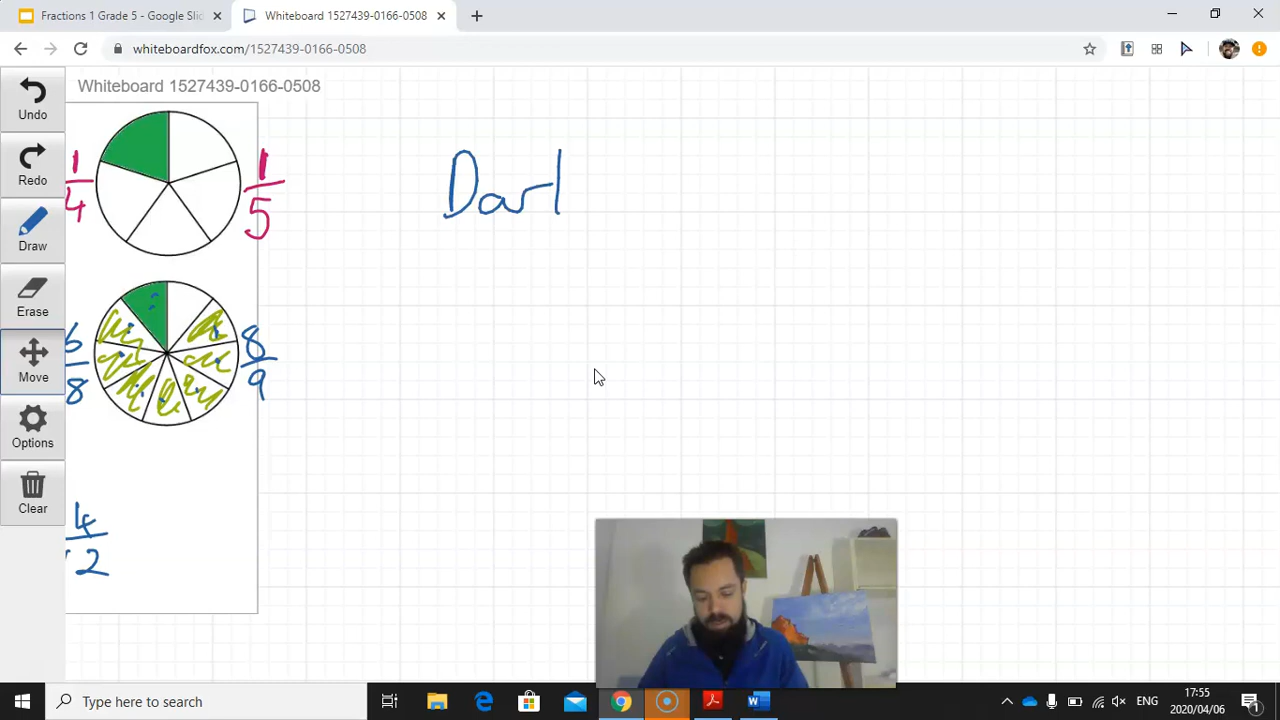 Fractions 1 Grade 5 - Google Slic
Whiteboard 1527439-0166-0508
whiteboardfox.com/1527439-0166-0508
Whiteboard 1527439-0166-0508
Undo
Redo
Draw
Erase
Move
Options
Clear
1
4
1
5
Darl
6
8
8
9
4
2
Type here to search
ENG
17:55
2020/04/06
1